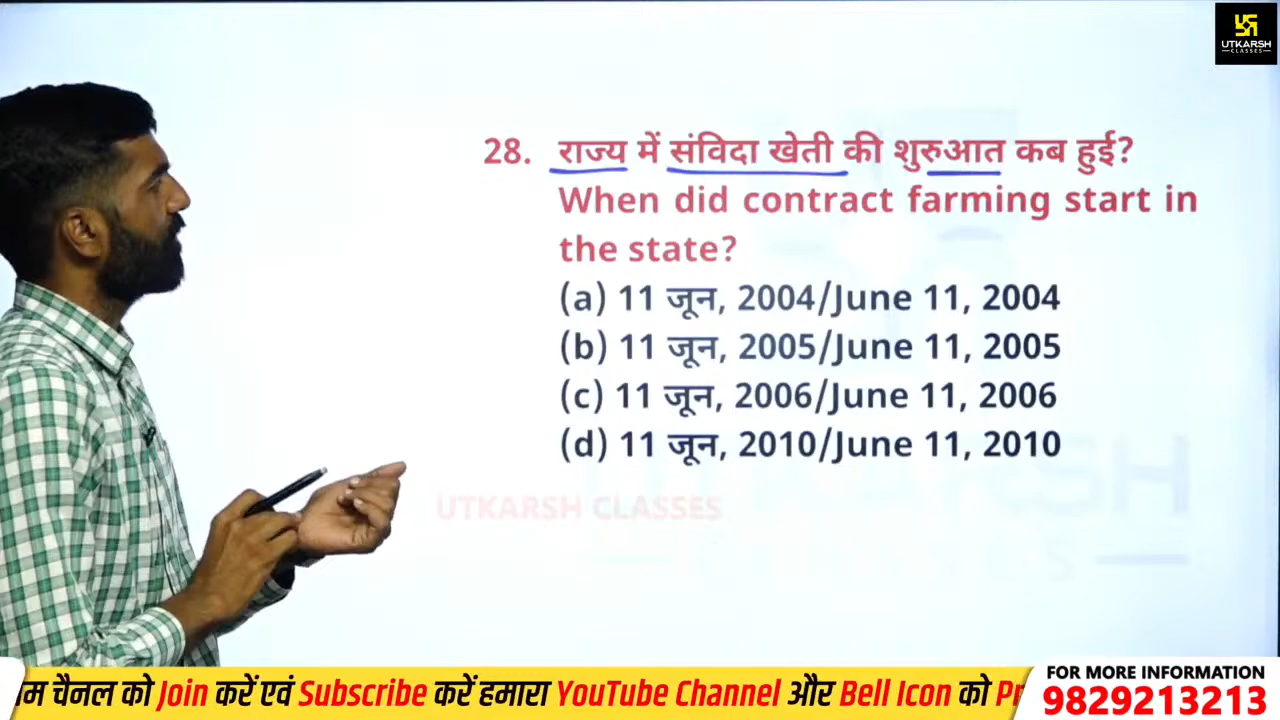 UTKARSH
CLASSES
28. राज्य में संविदा खेती की शुरुआत कब हुई?
When did contract farming start in
the state?
(a) 11 जून, 2004/June 11, 2004
(b) 11 जून, 2005/June 11, 2005
(c) 11 जून, 2006/June 11, 2006
(d) 11 जून, 2010/June 11, 2010
UTKARSH CLASSES
चैनल को Join करें एवं Subscribe करें हमारा YouTube Channel और Bell Icon को
FOR MORE INFORMATION
9829213213